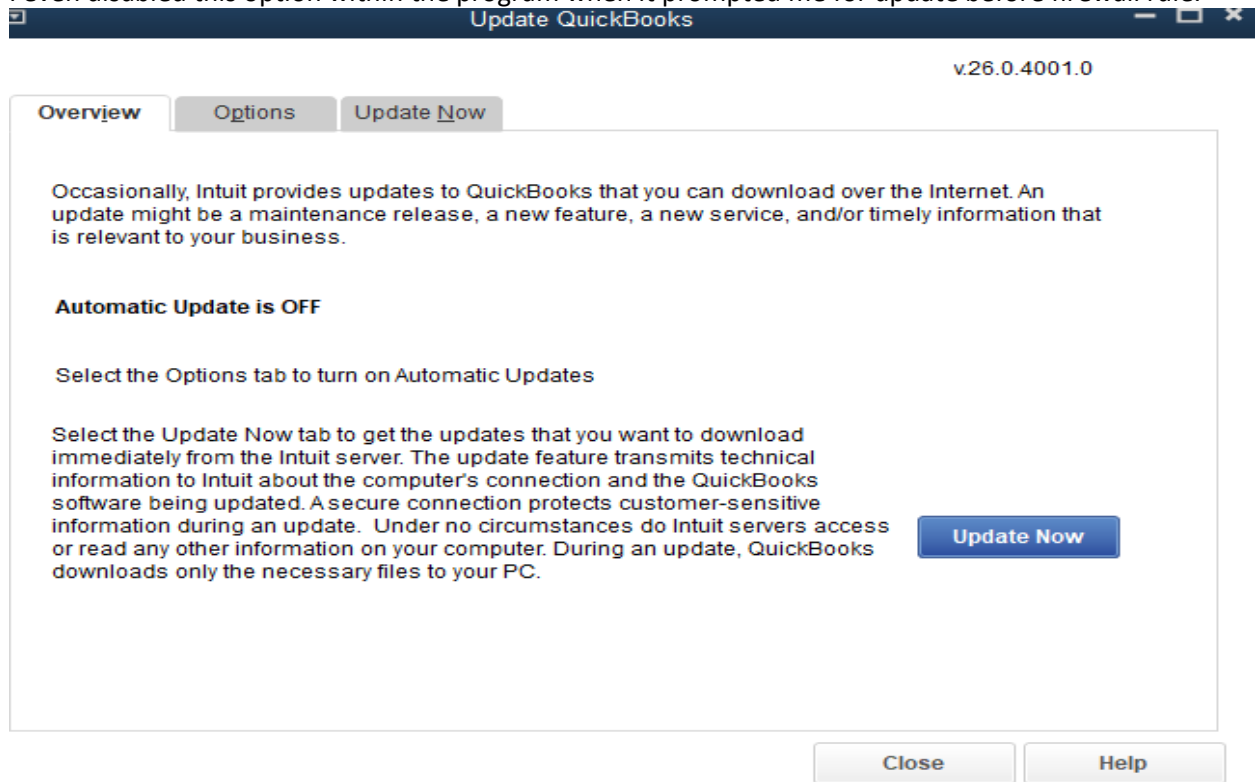 I even disabled this option within the program when it prompted me for update before firewall rule.
Update QuickBooks
v.26.0.4001.0
Overview Options Update Now
Occasionally, Intuit provides updates to QuickBooks that you can download over the Internet. An
update might be a maintenance release, a new feature, a new service, and/or timely information that
is relevant to your business.
Automatic Update is OFF
Select the Options tab to turn on Automatic Updates
Select the Update Now tab to get the updates that you want to download
immediately from the Intuit server. The update feature transmits technical
information to Intuit about the computer's connection and the QuickBooks
software being updated. A secure connection protects customer-sensitive
information during an update. Under no circumstances do Intuit servers access
or read any other information on your computer. During an update, QuickBooks
downloads only the necessary files to your PC.
Update Now
Close Help